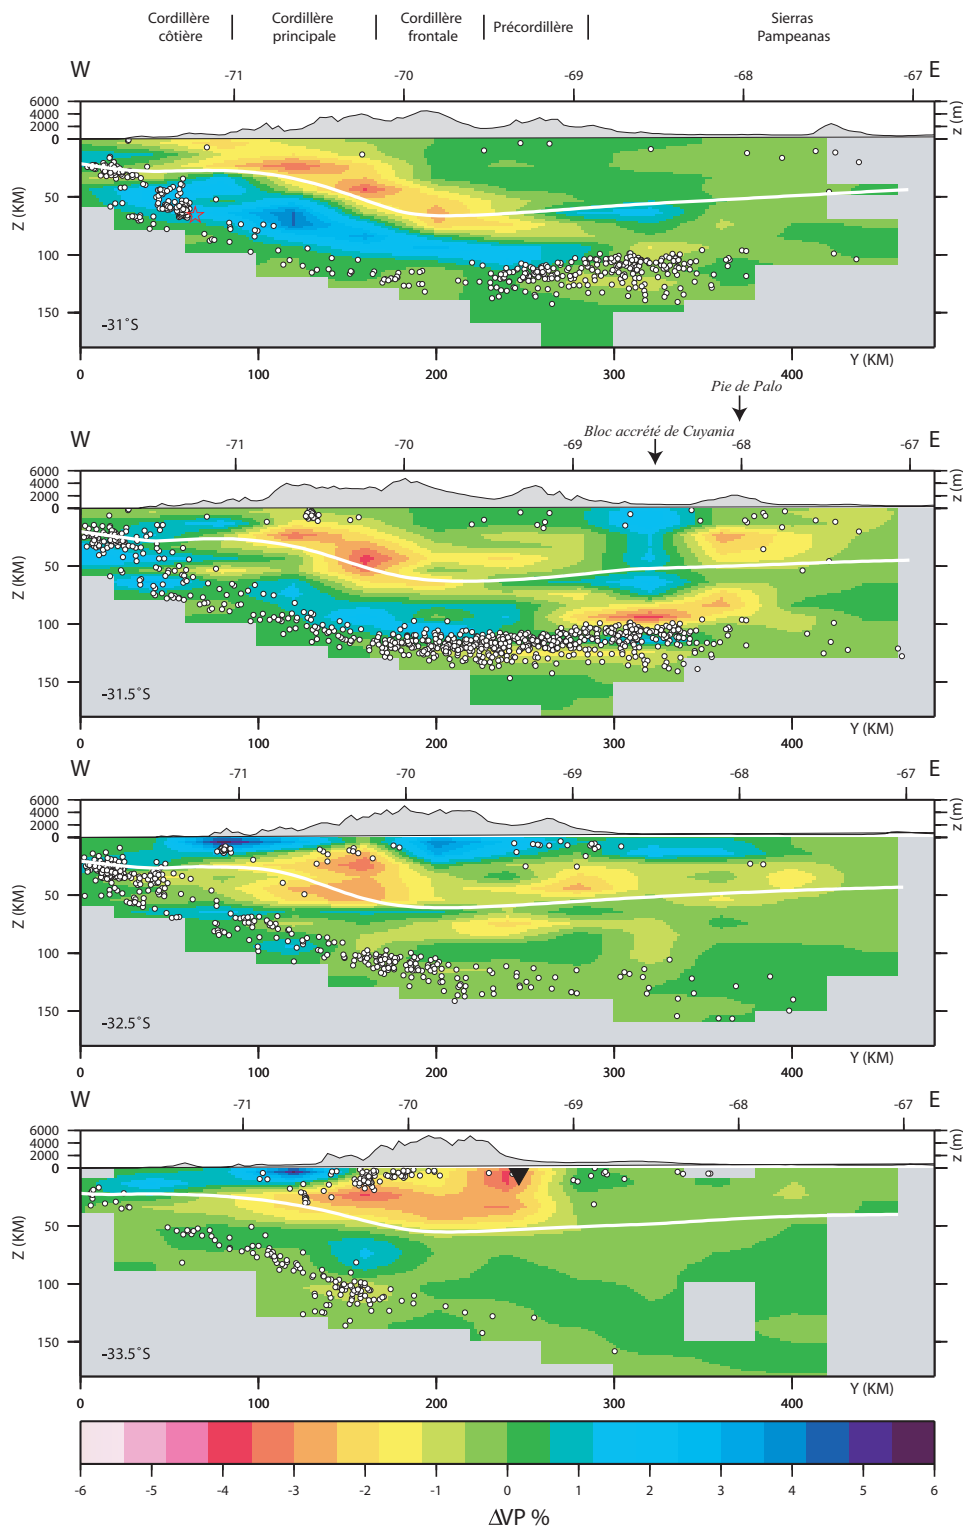 Cordillère côtière
Cordillère principale
Cordillère frontale
Précordillère
Sierras Pampeanas
W -71 -70 -69 -68 -67 E
6000
4000
2000
0
z (m)
50
100
150
Z (KM)
-31°S
0 100 200 300 400 Y (KM)
Pie de Palo
Bloc accrété de Cuyania
W -71 -70 -69 -68 -67 E
6000
4000
2000
0
z (m)
50
100
150
Z (KM)
-31.5°S
0 100 200 300 400 Y (KM)
W -71 -70 -69 -68 -67 E
6000
4000
2000
0
z (m)
50
100
150
Z (KM)
-32.5°S
0 100 200 300 400 Y (KM)
W -71 -70 -69 -68 -67 E
6000
4000
2000
0
z (m)
50
100
150
Z (KM)
-33.5°S
0 100 200 300 400 Y (KM)
-6 -5 -4 -3 -2 -1 0 1 2 3 4 5 6
ΔVP %